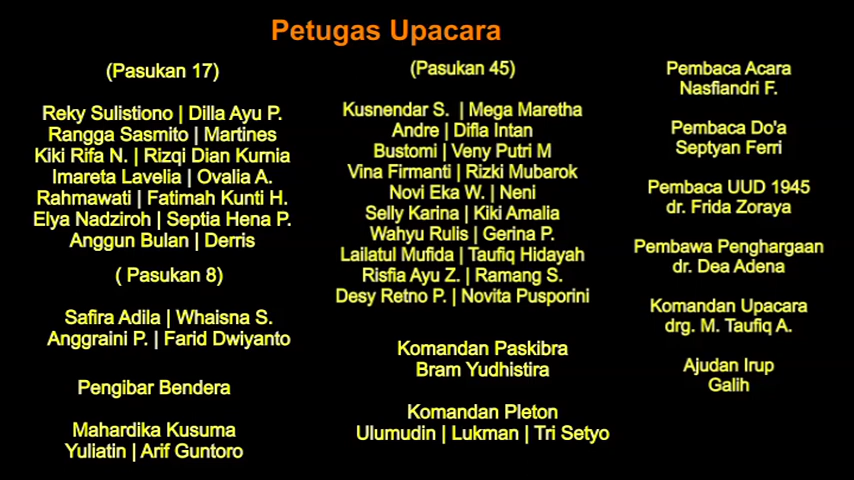 Petugas Upacara
(Pasukan 17)
Reky Sulistiono | Dilla Ayu P.
Rangga Sasmito | Martines
Kiki Rifa N. | Rizqi Dian Kurnia
Imareta Lavelia | Ovalia A.
Rahmawati | Fatimah Kunti H.
Elya Nadziroh | Septia Hena P.
Anggun Bulan | Derris
( Pasukan 8)
Safira Adila | Whaisna S.
Anggraini P. | Farid Dwiyanto
Pengibar Bendera
Mahardika Kusuma
Yuliatin | Arif Guntoro
(Pasukan 45)
Kusnendar S. | Mega Maretha
Andre | Difla Intan
Bustomi | Veny Putri M
Vina Firmanti | Rizki Mubarok
Novi Eka W. | Neni
Selly Karina | Kiki Amalia
Wahyu Rulis | Gerina P.
Lailatul Mufida | Taufiq Hidayah
Risfia Ayu Z. | Ramang S.
Desy Retno P. | Novita Pusporini
Komandan Paskibra
Bram Yudhistira
Komandan Pleton
Ulumudin | Lukman | Tri Setyo
Pembaca Acara
Nasfiandri F.
Pembaca Do'a
Septyan Ferri
Pembaca UUD 1945
dr. Frida Zoraya
Pembawa Penghargaan
dr. Dea Adena
Komandan Upacara
drg. M. Taufiq A.
Ajudan Irup
Galih